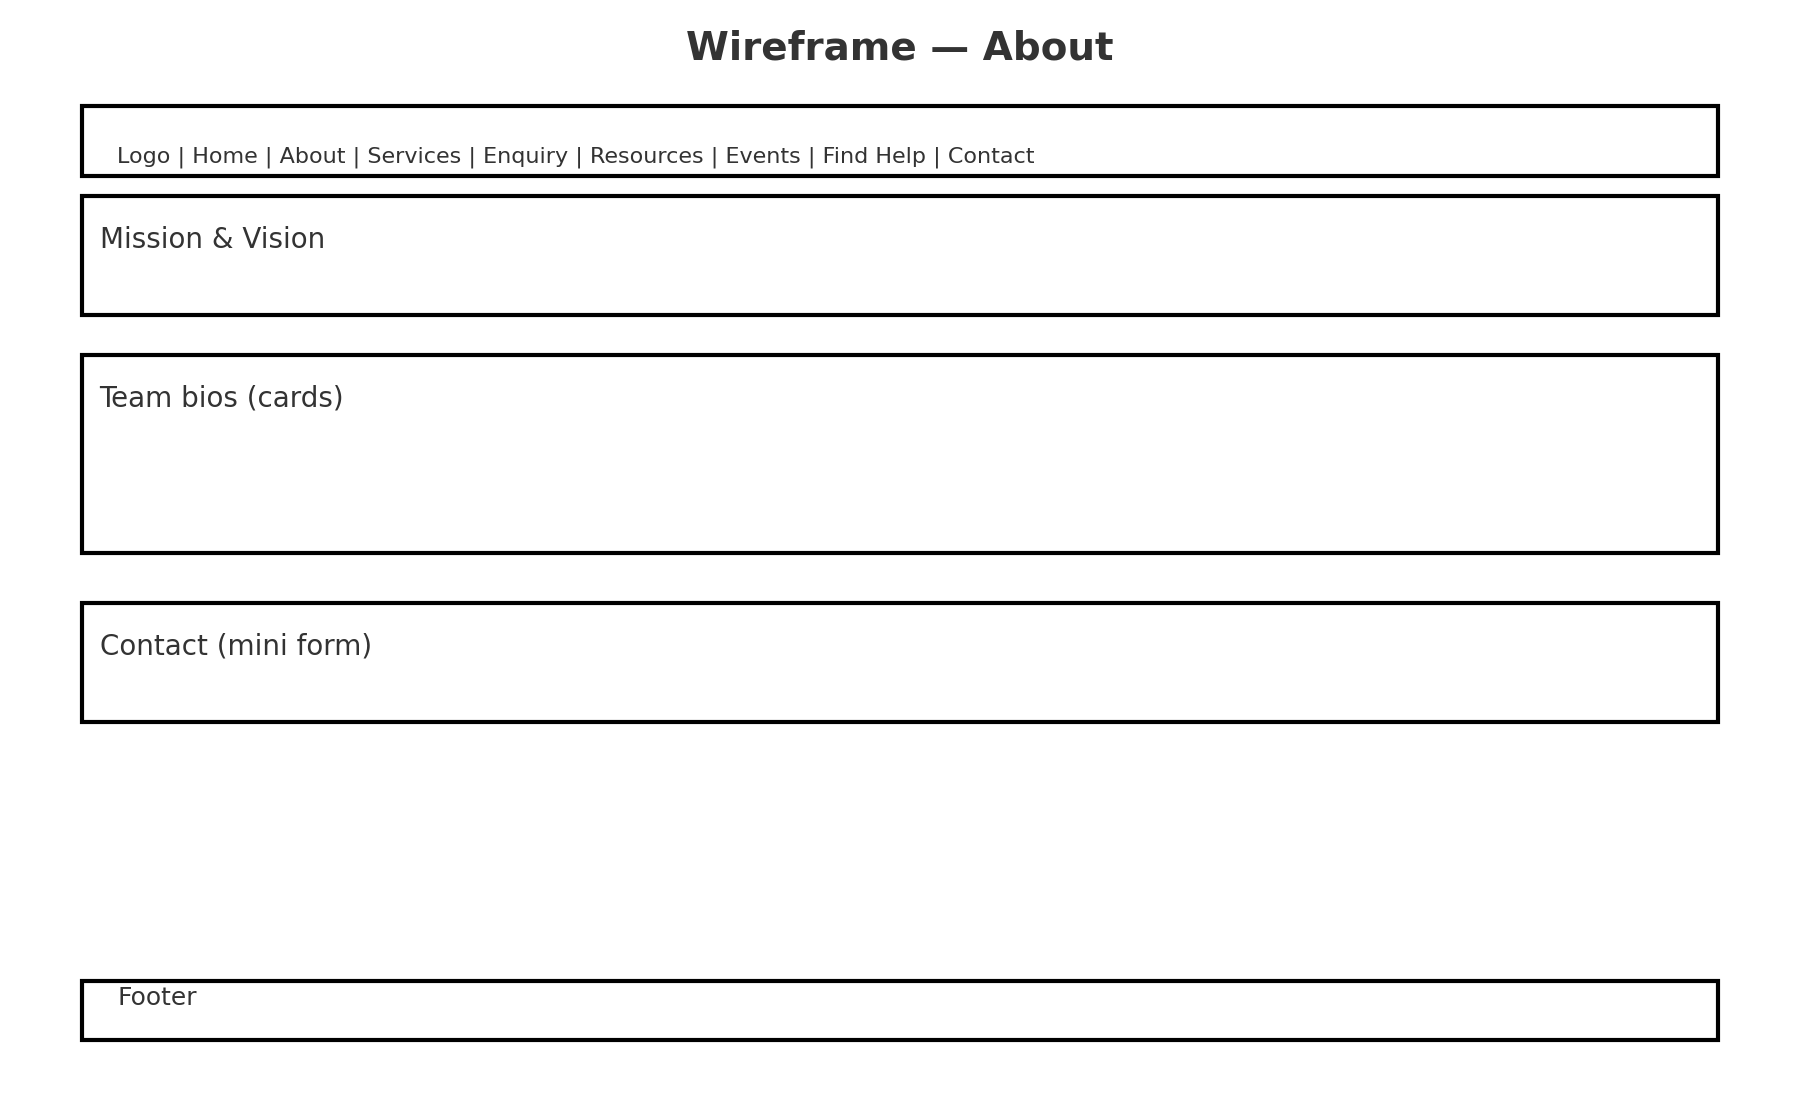 Wireframe — About
Logo | Home | About | Services | Enquiry | Resources | Events | Find Help | Contact
Mission & Vision
Team bios (cards)
Contact (mini form)
Footer